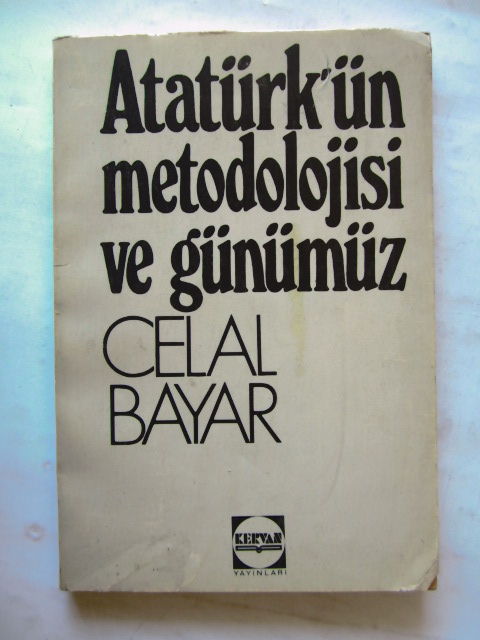 Atatürk'ün
metodolojisi
ve günümüz
CELAL
BAYAR
KERVAN
YAYINLARI